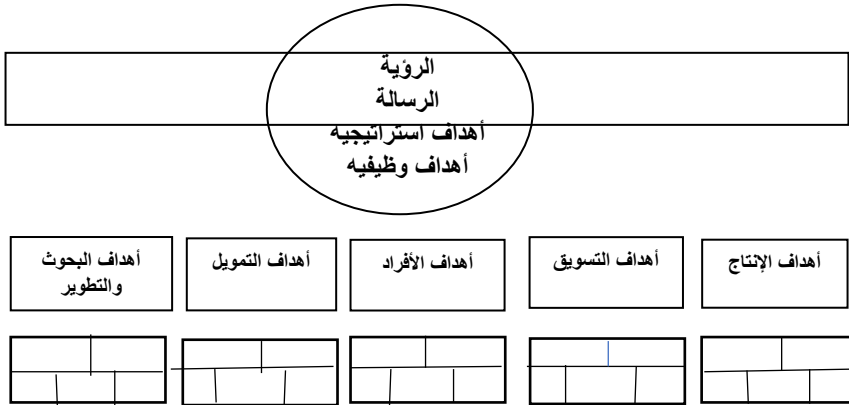 الرؤية
الرسالة
أهداف استراتيجيه
أهداف وظيفيه
أهداف الإنتاج
أهداف التسويق
أهداف الأفراد
أهداف التمويل
أهداف البحوث
والتطوير